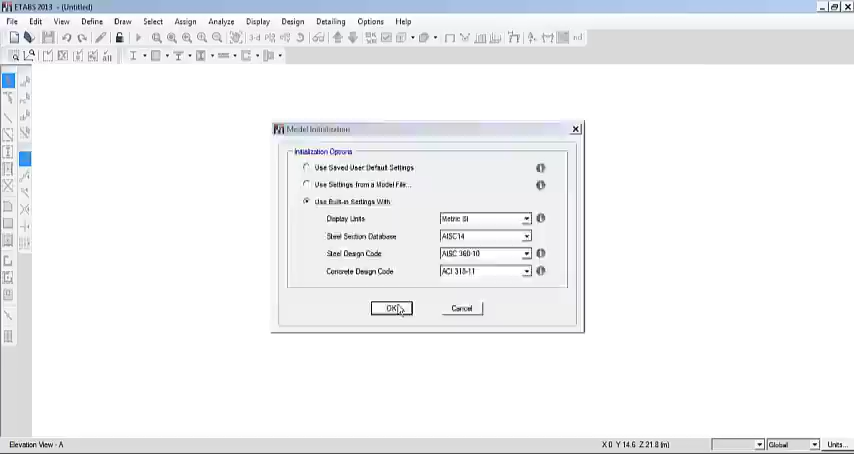 ETABS 2013 - (Untitled)
File Edit View Define Draw Select Assign Analyze Display Design Detailing Options Help
3-d
nd
all
Model Initialization
Initialization Options
Use Saved User Default Settings
Use Settings from a Model File...
Use Built-in Settings With:
Display Units Metric SI
Steel Section Database AISC14
Steel Design Code AISC 360-10
Concrete Design Code ACI 318-11
OK Cancel
Elevation View - A X 0 Y 14.6 Z 21.8 (m) Global Units...